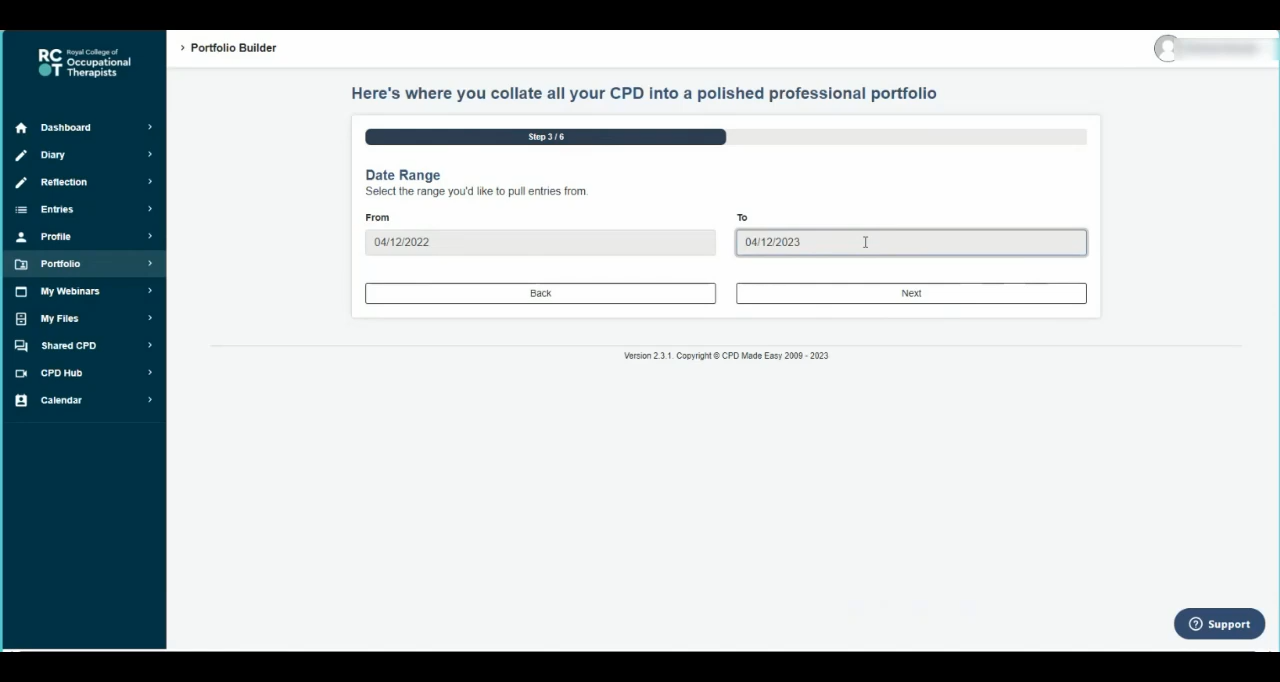 RC
OT
Royal College of
Occupational
Therapists
Portfolio Builder
Dashboard
Diary
Reflection
Entries
Profile
Portfolio
My Webinars
My Files
Shared CPD
CPD Hub
Calendar
Here's where you collate all your CPD into a polished professional portfolio
Step 3 / 6
Date Range
Select the range you'd like to pull entries from.
From
To
04/12/2022
04/12/2023
Back
Next
Version 2.3.1. Copyright © CPD Made Easy 2009 - 2023
Support